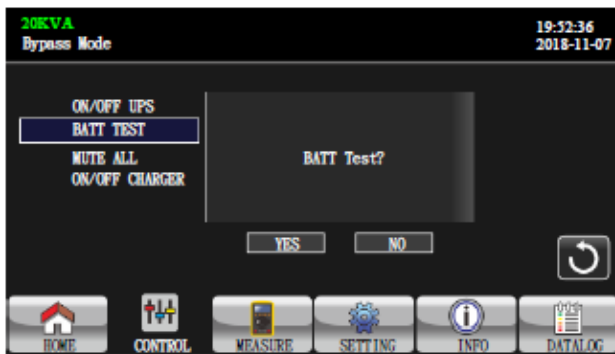 20KVA
Bypass Mode
19:52:36
2018-11-07
ON/OFF UPS
BATT TEST
MUTE ALL
ON/OFF CHARGER
BATT Test?
YES NO
HOME CONTROL MEASURE SETTING INFO DATALOG